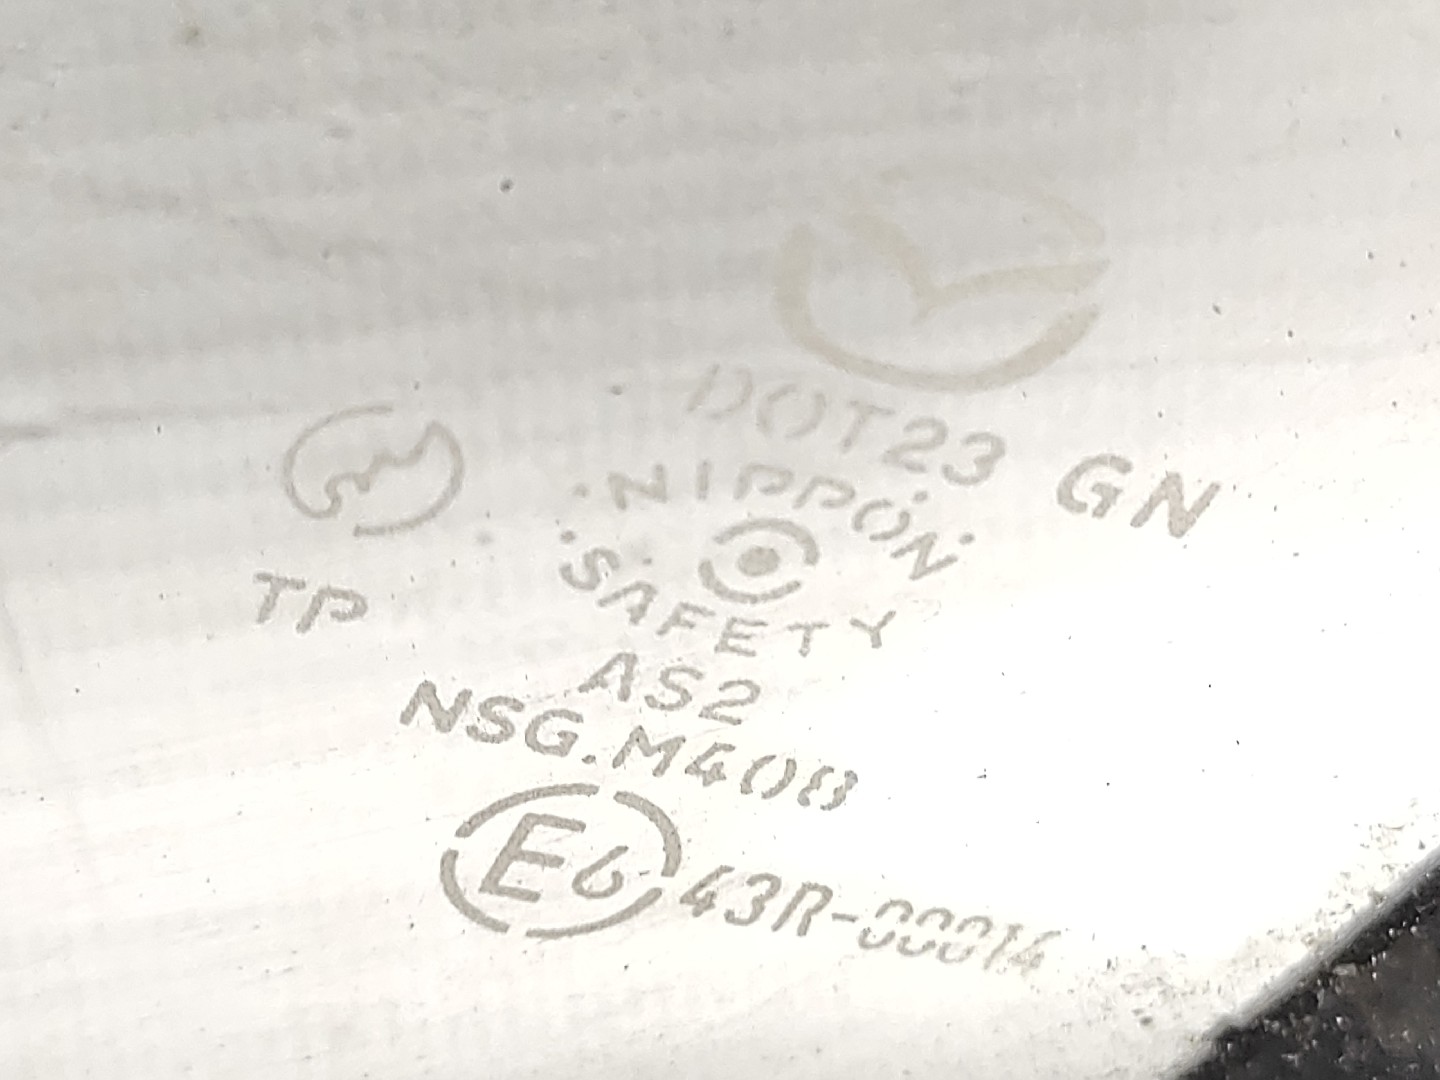 DOT23 GN
NIPPON
SAFETY
TP
AS2
NSG.M408
E6 43R-00014